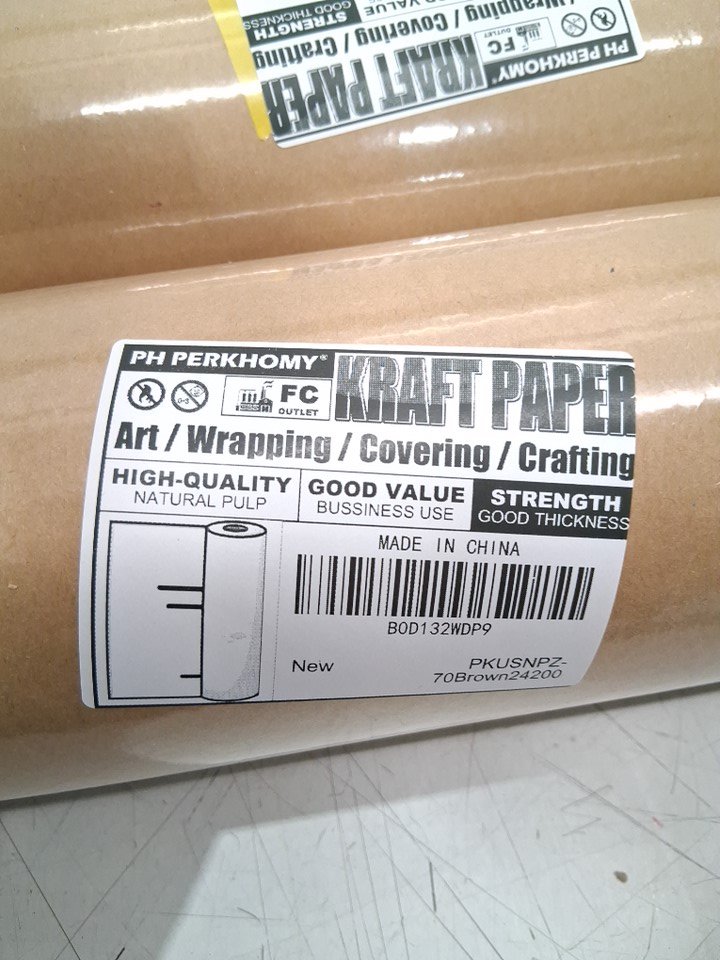 STRENGTH
GOOD THICKNESS
VALUE
Wrapping / Covering / Crafting
KRAFT PAPER
FC
OUTLET
PH PERKHOMY
PH PERKHOMY®
KRAFT PAPER
FC
OUTLET
Art / Wrapping / Covering / Crafting
HIGH-QUALITY
NATURAL PULP
GOOD VALUE
BUSSINESS USE
STRENGTH
GOOD THICKNESS
MADE IN CHINA
B0D132WDP9
New
PKUSNPZ-
70Brown24200